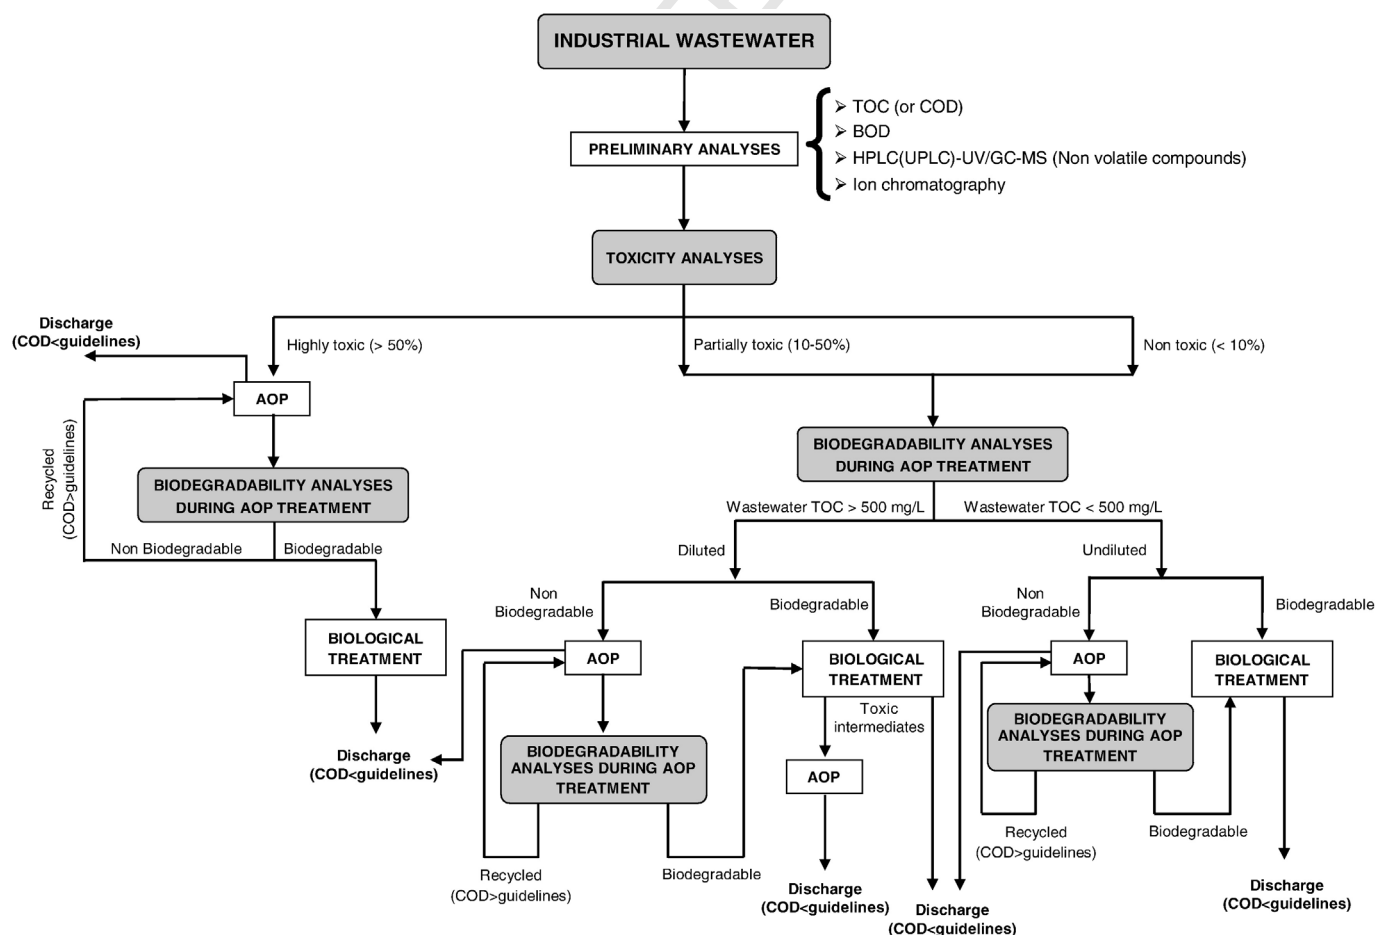 INDUSTRIAL WASTEWATER
PRELIMINARY ANALYSES
➢ TOC (or COD)
➢ BOD
➢ HPLC(UPLC)-UV/GC-MS (Non volatile compounds)
➢ Ion chromatography
TOXICITY ANALYSES
Discharge
(COD<guidelines)
Highly toxic (> 50%)
Partially toxic (10-50%)
Non toxic (< 10%)
AOP
Recycled
(COD>guidelines)
BIODEGRADABILITY ANALYSES
DURING AOP TREATMENT
Non Biodegradable
Biodegradable
BIOLOGICAL
TREATMENT
Discharge
(COD<guidelines)
BIODEGRADABILITY ANALYSES
DURING AOP TREATMENT
Wastewater TOC > 500 mg/L
Wastewater TOC < 500 mg/L
Diluted
Undiluted
Non
Biodegradable
Biodegradable
AOP
BIOLOGICAL
TREATMENT
Toxic
intermediates
BIODEGRADABILITY
ANALYSES DURING AOP
TREATMENT
AOP
Recycled
(COD>guidelines)
Biodegradable
Discharge
(COD<guidelines)
Discharge
(COD<guidelines)
Non
Biodegradable
Biodegradable
AOP
BIOLOGICAL
TREATMENT
BIODEGRADABILITY
ANALYSES DURING AOP
TREATMENT
Recycled
(COD>guidelines)
Biodegradable
Discharge
(COD<guidelines)